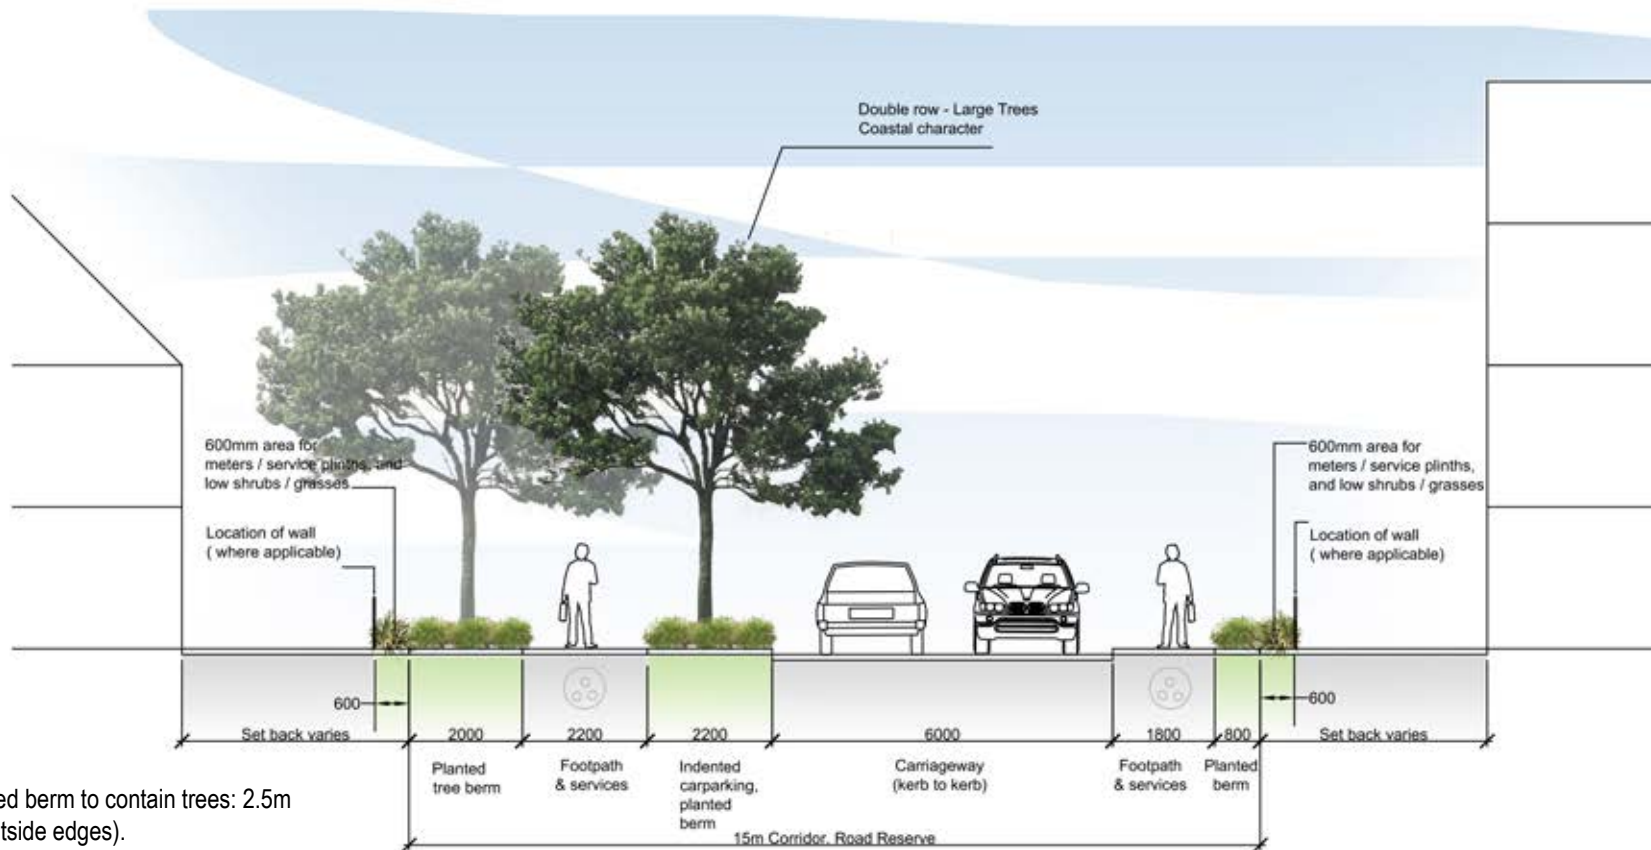 Double row - Large Trees
Coastal character
600mm area for
meters / service plinths, and
low shrubs / grasses
600mm area for
meters / service plinths,
and low shrubs / grasses
Location of wall
( where applicable)
Location of wall
( where applicable)
600
600
Set back varies
2000
2200
2200
6000
1800
800
Set back varies
Planted
tree berm
Footpath
& services
Indented
carparking,
planted
berm
Carriageway
(kerb to kerb)
Footpath
& services
Planted
berm
15m Corridor. Road Reserve
ed berm to contain trees: 2.5m
tside edges).